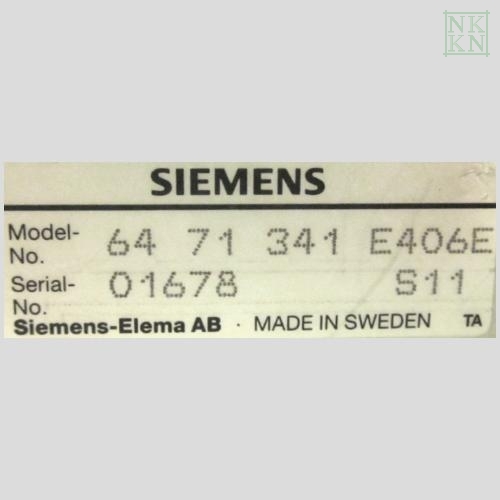 NK
KN
SIEMENS
Model-No. 64 71 341 E406E
Serial-No. 01678 S11
Siemens-Elema AB · MADE IN SWEDEN TA